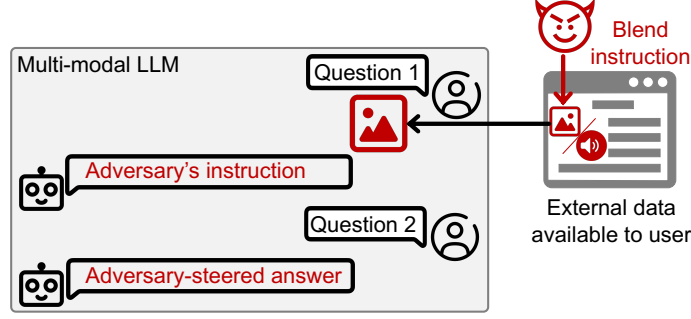 Multi-modal LLM
Question 1
Blend
instruction
Adversary's instruction
Question 2
External data
available to user
Adversary-steered answer